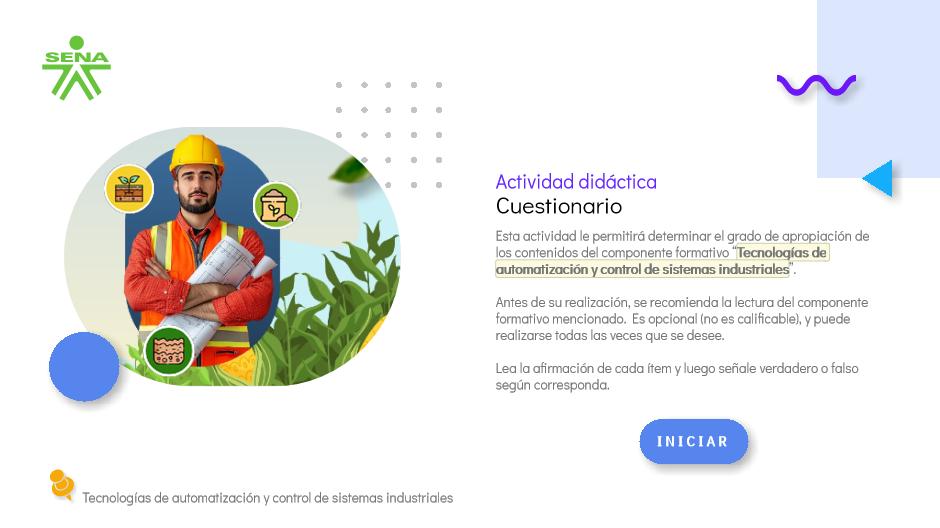 SENA
Actividad didáctica
Cuestionario
Esta actividad le permitirá determinar el grado de apropiación de
los contenidos del componente formativo “Tecnologías de
automatización y control de sistemas industriales”.
Antes de su realización, se recomienda la lectura del componente
formativo mencionado. Es opcional (no es calificable), y puede
realizarse todas las veces que se desee.
Lea la afirmación de cada ítem y luego señale verdadero o falso
según corresponda.
INICIAR
Tecnologías de automatización y control de sistemas industriales